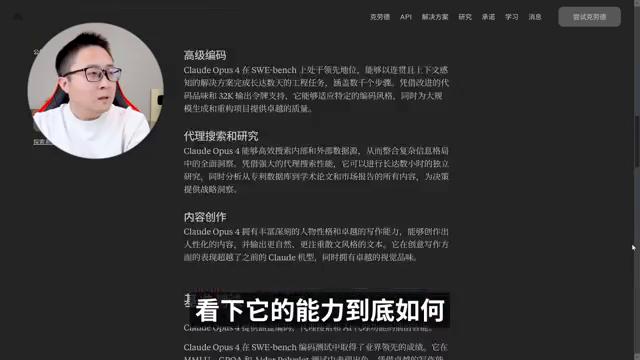 克劳德 API 解决方案 研究 承诺 学习 消息 尝试克劳德
高级编码
Claude Opus 4 在 SWE-bench 上处于领先地位，能够以连贯且上下文感
知的解决方案完成长达数天的工程任务，涵盖数千个步骤。凭借改进的代
码品味和 32K 输出令牌支持，它能够适应特定的编码风格，同时为大规
模生成和重构项目提供卓越的质量。
代理搜索和研究
Claude Opus 4 能够高效搜索内部和外部数据源，从而整合复杂信息格局
中的全面洞察。凭借强大的代理搜索性能，它可以进行长达数小时的独立
研究，同时分析从专利数据库到学术论文和市场报告的所有内容，为决策
提供战略洞察。
内容创作
Claude Opus 4 拥有丰富深刻的人物性格和卓越的写作能力，能够创作出
人性化的内容，并输出更自然、更注重散文风格的文本。它在创意写作方
面的表现超越了之前的 Claude 机型，同时拥有卓越的视觉品味。
看下它的能力到底如何
Claude Opus 4 在编码测试中取得了业界领先的成绩。它在